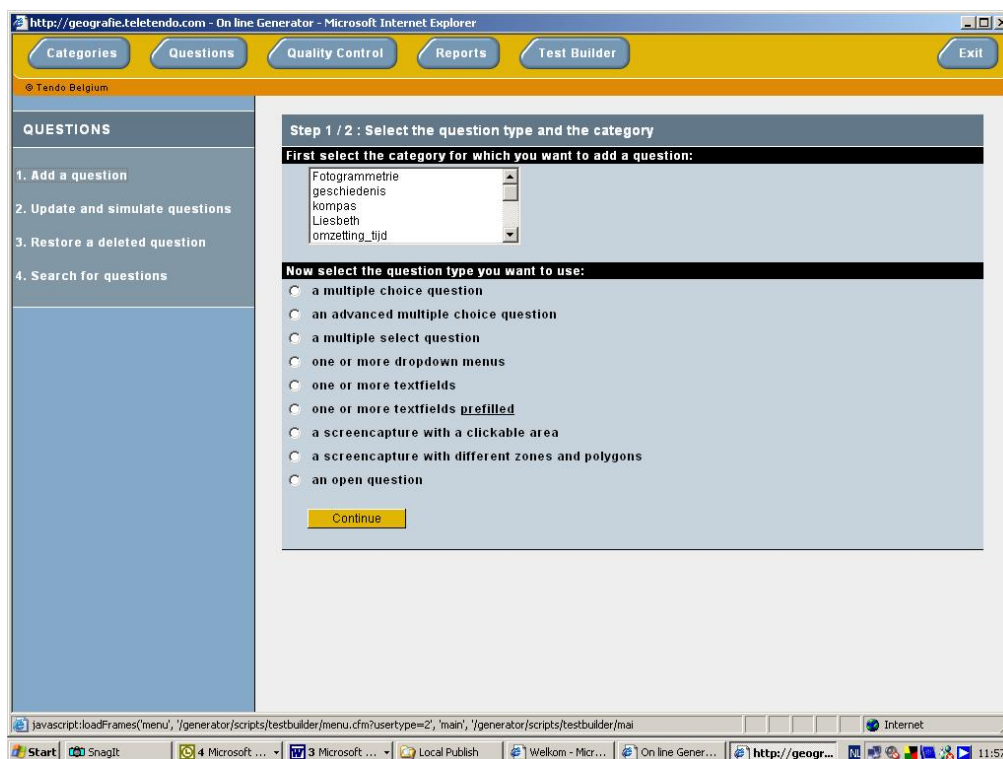 http://geografie.teletendo.com - On line Generator - Microsoft Internet Explorer
Categories Questions Quality Control Reports Test Builder Exit
© Tendo Belgium
QUESTIONS
1. Add a question
2. Update and simulate questions
3. Restore a deleted question
4. Search for questions
Step 1 / 2 : Select the question type and the category
First select the category for which you want to add a question:
Fotogrammetrie
geschiedenis
kompas
Liesbeth
omzetting_tijd
Now select the question type you want to use:
a multiple choice question
an advanced multiple choice question
a multiple select question
one or more dropdown menus
one or more textfields
one or more textfields prefilled
a screencapture with a clickable area
a screencapture with different zones and polygons
an open question
Continue
javascript:loadFrames('menu', '/generator/scripts/testbuilder/menu.cfm?usertype=2', 'main', '/generator/scripts/testbuilder/mai
Internet
Start SnagIt 4 Microsoft ... 3 Microsoft ... Local Publish Welkom - Micr... On line Gener... http://geogr... NL 11:57